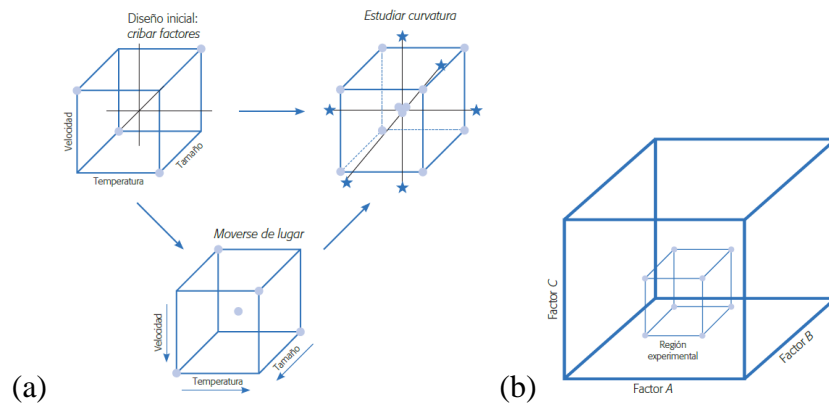 Diseño inicial:
cribar factores
Estudiar curvatura
Velocidad
Temperatura
Tamaño
Moverse de lugar
Velocidad
Temperatura
Tamaño
(a)
Factor C
Región
experimental
Factor B
Factor A
(b)